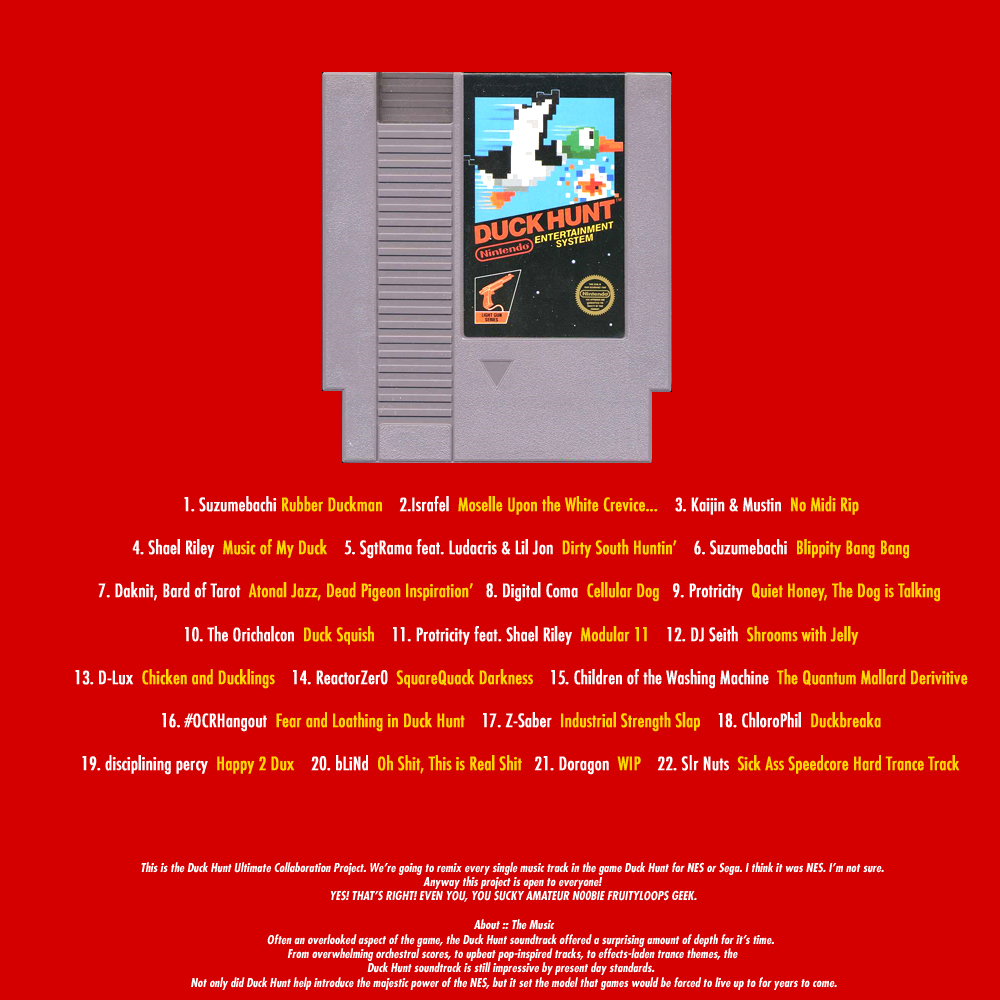 DUCK HUNT™
Nintendo®
ENTERTAINMENT
SYSTEM
Nintendo
LIGHT GUN
SERIES
1. Suzumebachi Rubber Duckman 2.Israfel Moselle Upon the White Crevice... 3. Kaijin & Mustin No Midi Rip
4. Shael Riley Music of My Duck 5. SgtRama feat. Ludacris & Lil Jon Dirty South Huntin' 6. Suzumebachi Blippity Bang Bang
7. Daknit, Bard of Tarot Atonal Jazz, Dead Pigeon Inspiration' 8. Digital Coma Cellular Dog 9. Protricity Quiet Honey, The Dog is Talking
10. The Orichalcon Duck Squish 11. Protricity feat. Shael Riley Modular 11 12. DJ Seith Shrooms with Jelly
13. D-Lux Chicken and Ducklings 14. ReactorZer0 SquareQuack Darkness 15. Children of the Washing Machine The Quantum Mallard Derivitive
16. #OCRHangout Fear and Loathing in Duck Hunt 17. Z-Saber Industrial Strength Slap 18. ChloroPhil Duckbreaka
19. disciplining percy Happy 2 Dux 20. bLiNd Oh Shit, This is Real Shit 21. Doragon WIP 22. Slr Nuts Sick Ass Speedcore Hard Trance Track
This is the Duck Hunt Ultimate Collaboration Project. We're going to remix every single music track in the game Duck Hunt for NES or Sega. I think it was NES. I'm not sure.
Anyway this project is open to everyone!
YES! THAT'S RIGHT! EVEN YOU, YOU SUCKY AMATEUR NOOBIE FRUITYLOOPS GEEK.
About :: The Music
Often an overlooked aspect of the game, the Duck Hunt soundtrack offered a surprising amount of depth for it's time.
From overwhelming orchestral scores, to upbeat pop-inspired tracks, to effects-laden trance themes, the
Duck Hunt soundtrack is still impressive by present day standards.
Not only did Duck Hunt help introduce the majestic power of the NES, but it set the model that games would be forced to live up to for years to come.